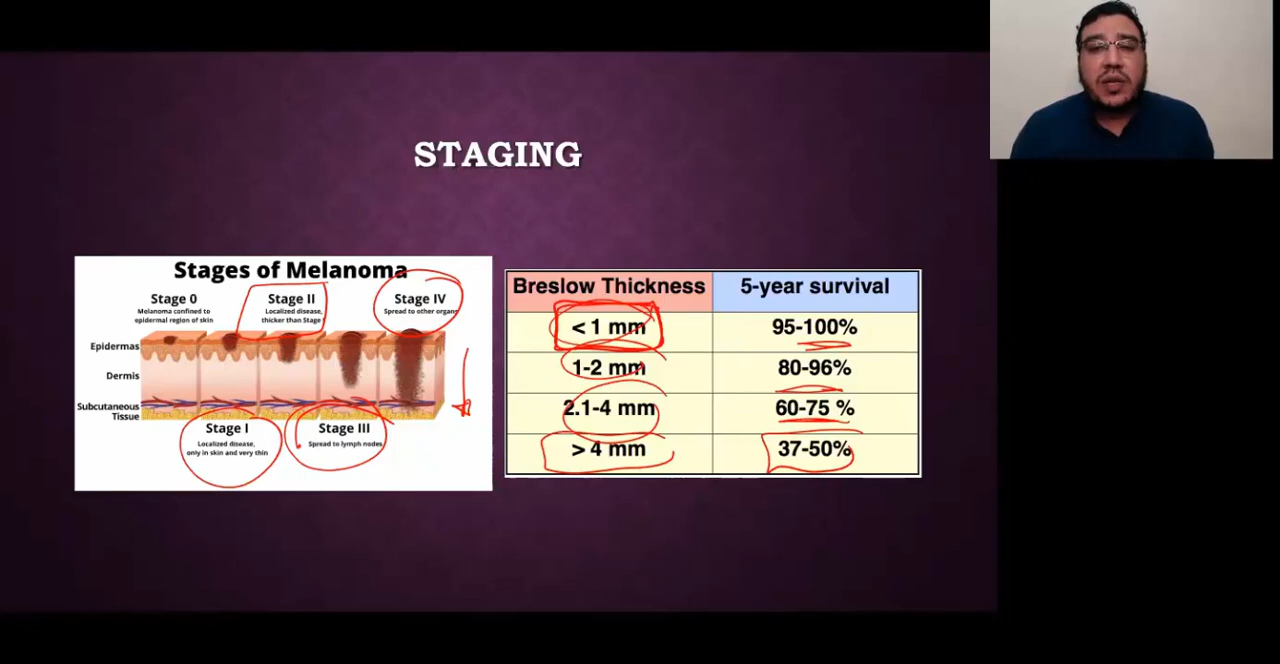 STAGING
Stages of Melanoma
Stage 0
Melanoma confined to
epidermal region of skin
Stage II
Localized disease,
thicker than Stage
Stage IV
Spread to other organs
Epidermas
Dermis
Subcutaneous
Tissue
Stage I
Localized disease,
only in skin and very thin
Stage III
Spread to lymph nodes
Breslow Thickness 5-year survival
< 1 mm 95-100%
1-2 mm 80-96%
2.1-4 mm 60-75 %
> 4 mm 37-50%